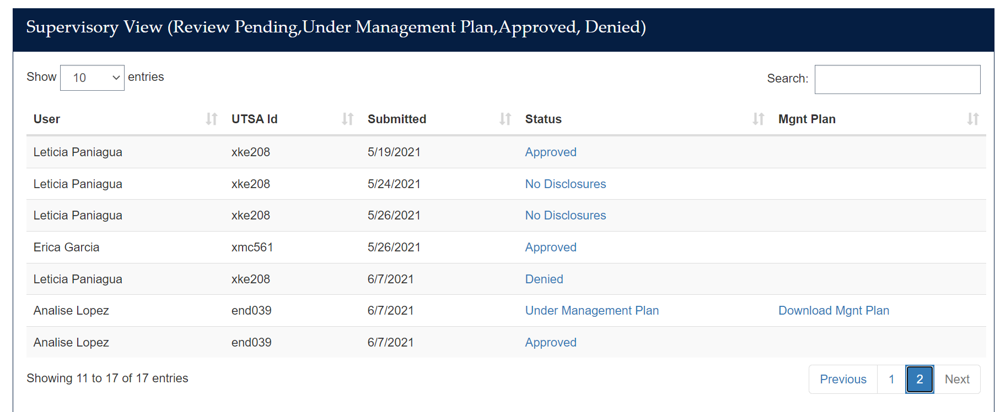 Supervisory View (Review Pending,Under Management Plan,Approved, Denied)
Show 10 entries Search:
User UTSA Id Submitted Status Mgnt Plan
Leticia Paniagua xke208 5/19/2021 Approved
Leticia Paniagua xke208 5/24/2021 No Disclosures
Leticia Paniagua xke208 5/26/2021 No Disclosures
Erica Garcia xmc561 5/26/2021 Approved
Leticia Paniagua xke208 6/7/2021 Denied
Analise Lopez end039 6/7/2021 Under Management Plan Download Mgnt Plan
Analise Lopez end039 6/7/2021 Approved
Showing 11 to 17 of 17 entries Previous 1 2 Next